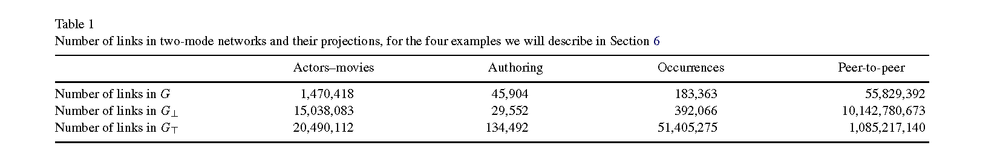 Table 1
Number of links in two-mode networks and their projections, for the four examples we will describe in Section 6
Actors–movies Authoring Occurrences Peer-to-peer
Number of links in G 1,470,418 45,904 183,363 55,829,392
Number of links in G⊥ 15,038,083 29,552 392,066 10,142,780,673
Number of links in G⊤ 20,490,112 134,492 51,405,275 1,085,217,140